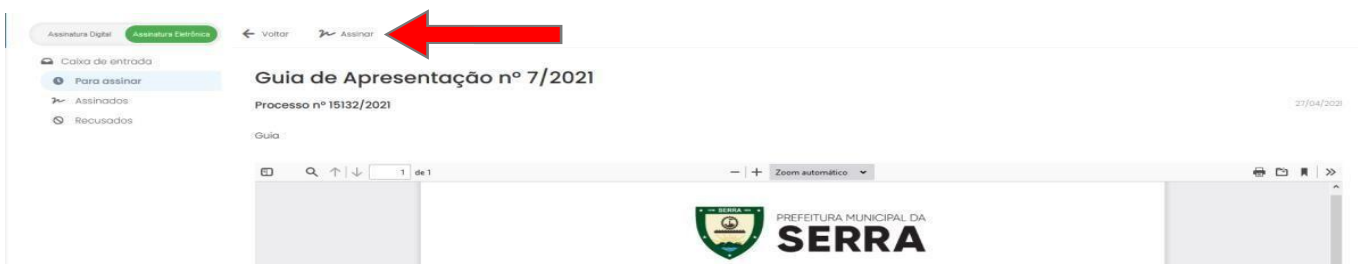 Assinatura Digital Assinatura Eletrônica
Voltar Assinar
Caixa de entrada
Para assinar
Assinados
Recusados
Guia de Apresentação nº 7/2021
Processo nº 15132/2021
27/04/2021
Guia
1 de 1
Zoom automático
SERRA
PREFEITURA MUNICIPAL DA
SERRA